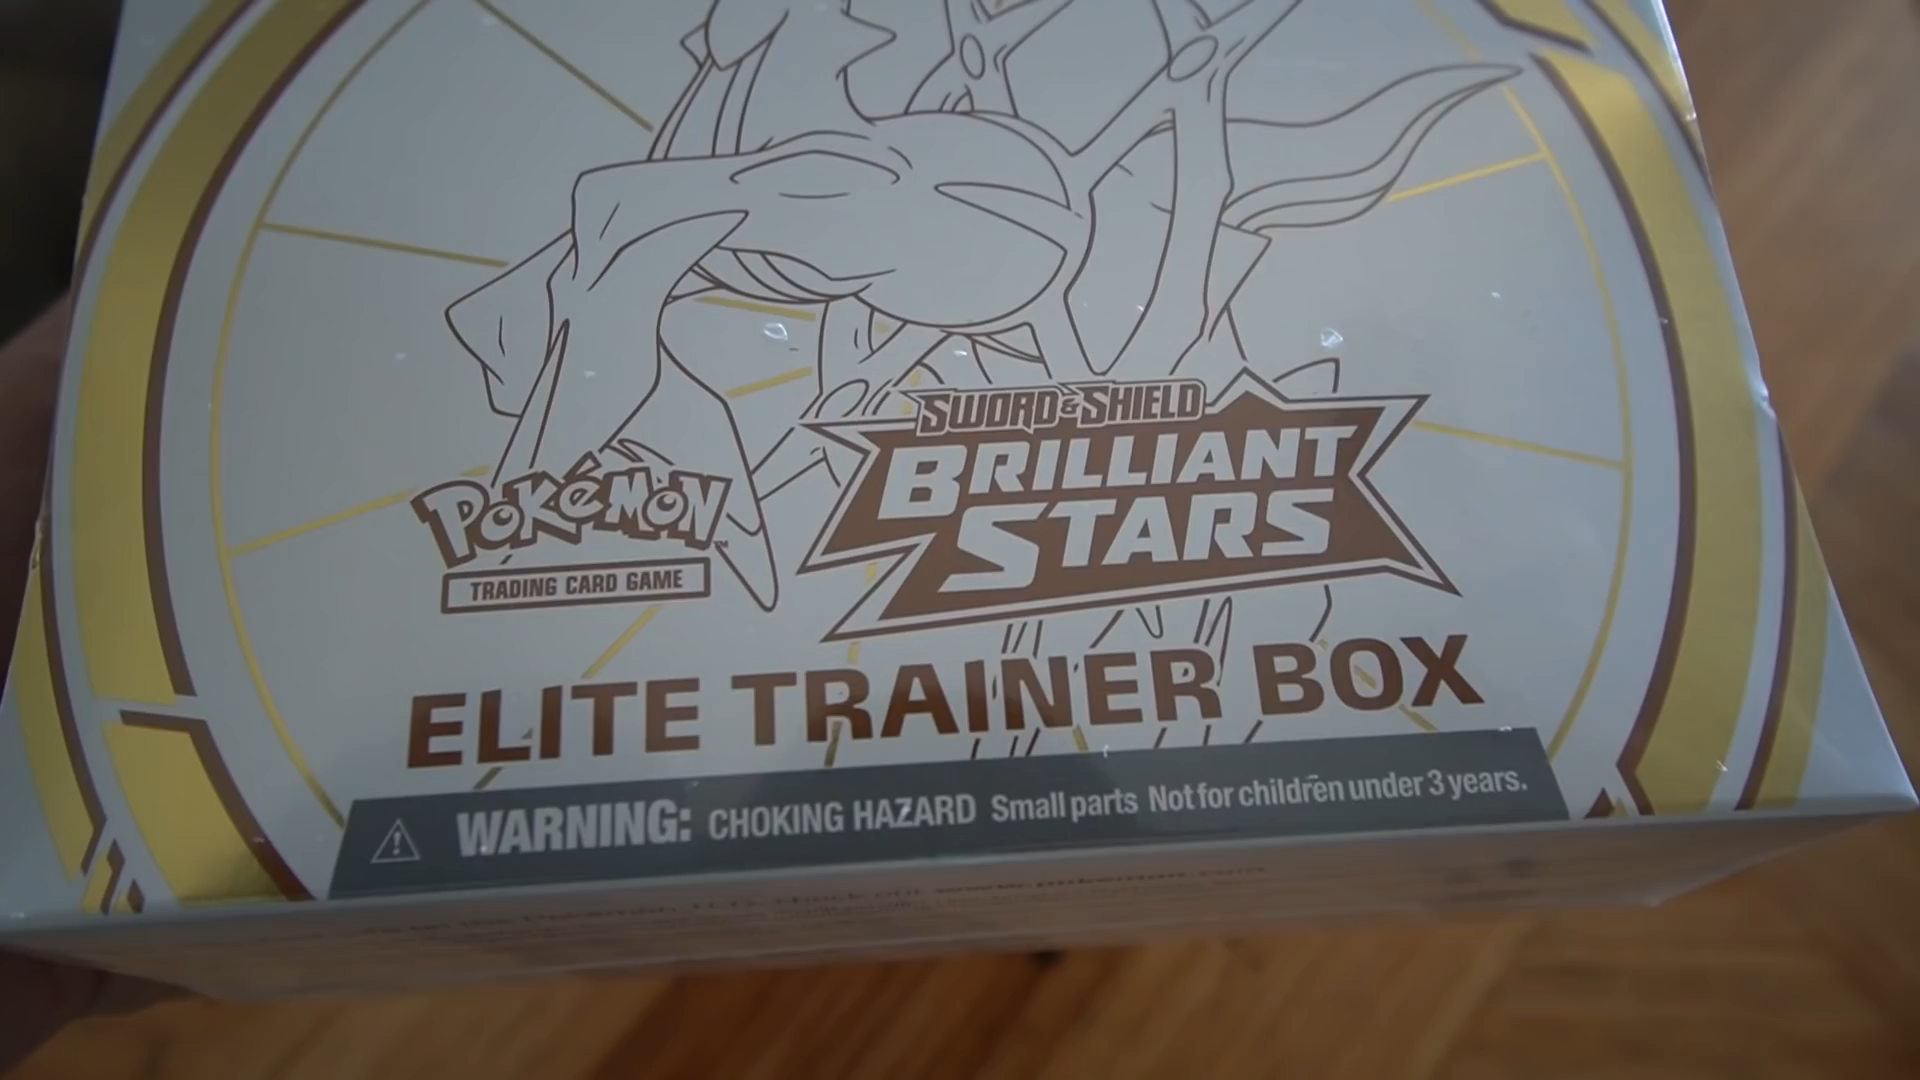 SWORD & SHIELD
BRILLIANT
STARS
POKéMON™
TRADING CARD GAME
ELITE TRAINER BOX
WARNING: CHOKING HAZARD Small parts Not for children under 3 years.